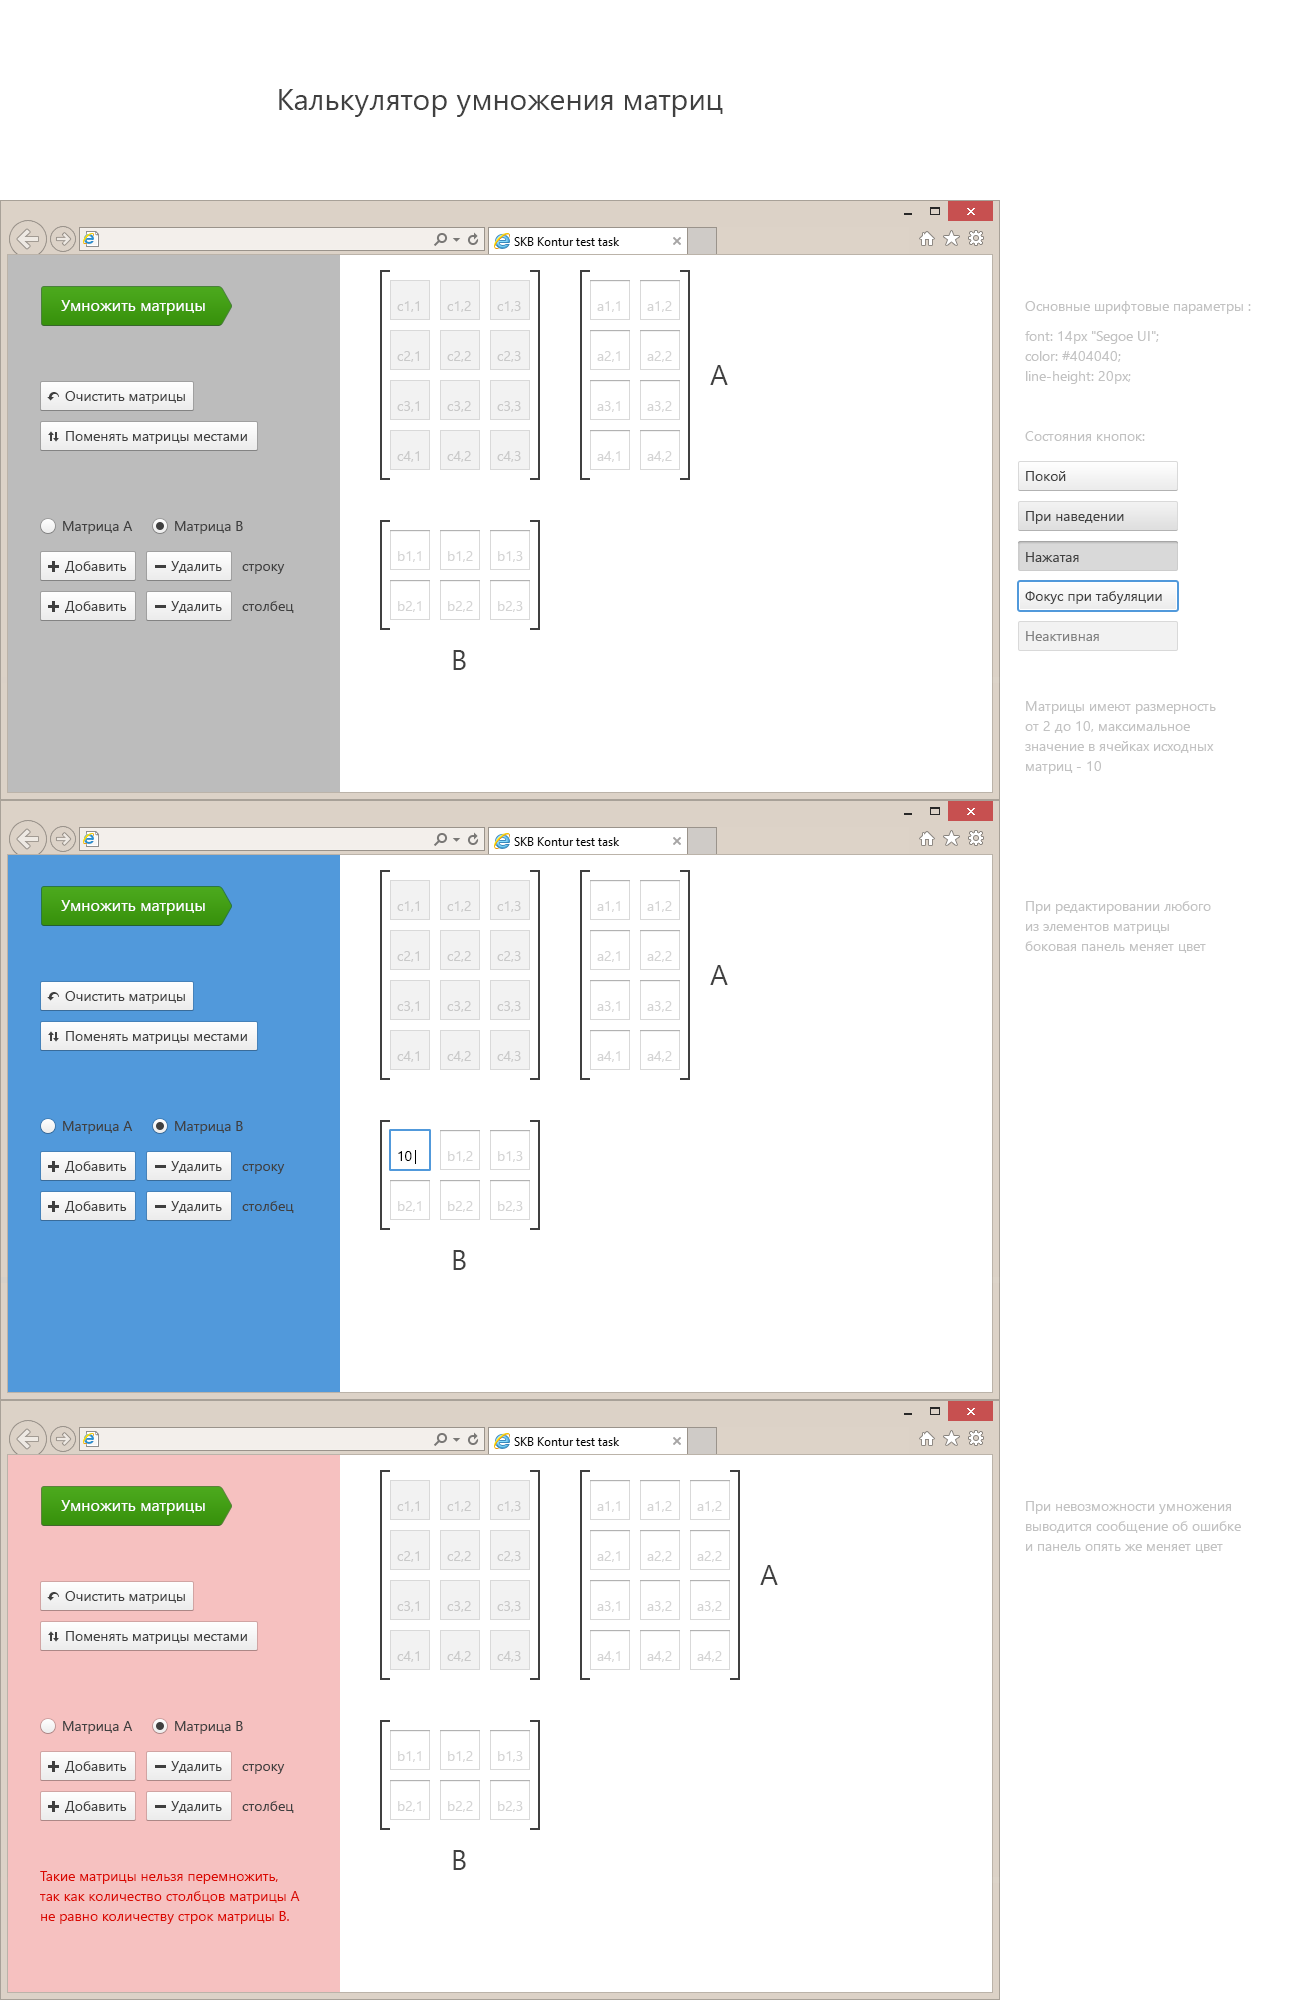 Калькулятор умножения матриц
SKB Kontur test task
Умножить матрицы
Очистить матрицы
Поменять матрицы местами
Матрица A Матрица B
Добавить Удалить строку
Добавить Удалить столбец
c1,1 c1,2 c1,3
c2,1 c2,2 c2,3
c3,1 c3,2 c3,3
c4,1 c4,2 c4,3
a1,1 a1,2
a2,1 a2,2
a3,1 a3,2
a4,1 a4,2
A
b1,1 b1,2 b1,3
b2,1 b2,2 b2,3
B
Основные шрифтовые параметры :
font: 14px "Segoe UI";
color: #404040;
line-height: 20px;
Состояния кнопок:
Покой
При наведении
Нажатая
Фокус при табуляции
Неактивная
Матрицы имеют размерность
от 2 до 10, максимальное
значение в ячейках исходных
матриц - 10
SKB Kontur test task
Умножить матрицы
Очистить матрицы
Поменять матрицы местами
Матрица A Матрица B
Добавить Удалить строку
Добавить Удалить столбец
c1,1 c1,2 c1,3
c2,1 c2,2 c2,3
c3,1 c3,2 c3,3
c4,1 c4,2 c4,3
a1,1 a1,2
a2,1 a2,2
a3,1 a3,2
a4,1 a4,2
A
10 b1,2 b1,3
b2,1 b2,2 b2,3
B
При редактировании любого
из элементов матрицы
боковая панель меняет цвет
SKB Kontur test task
Умножить матрицы
Очистить матрицы
Поменять матрицы местами
Матрица A Матрица B
Добавить Удалить строку
Добавить Удалить столбец
Такие матрицы нельзя перемножить,
так как количество столбцов матрицы A
не равно количеству строк матрицы B.
c1,1 c1,2 c1,3
c2,1 c2,2 c2,3
c3,1 c3,2 c3,3
c4,1 c4,2 c4,3
a1,1 a1,2 a1,2
a2,1 a2,2 a2,2
a3,1 a3,2 a3,2
a4,1 a4,2 a4,2
A
b1,1 b1,2 b1,3
b2,1 b2,2 b2,3
B
При невозможности умножения
выводится сообщение об ошибке
и панель опять же меняет цвет